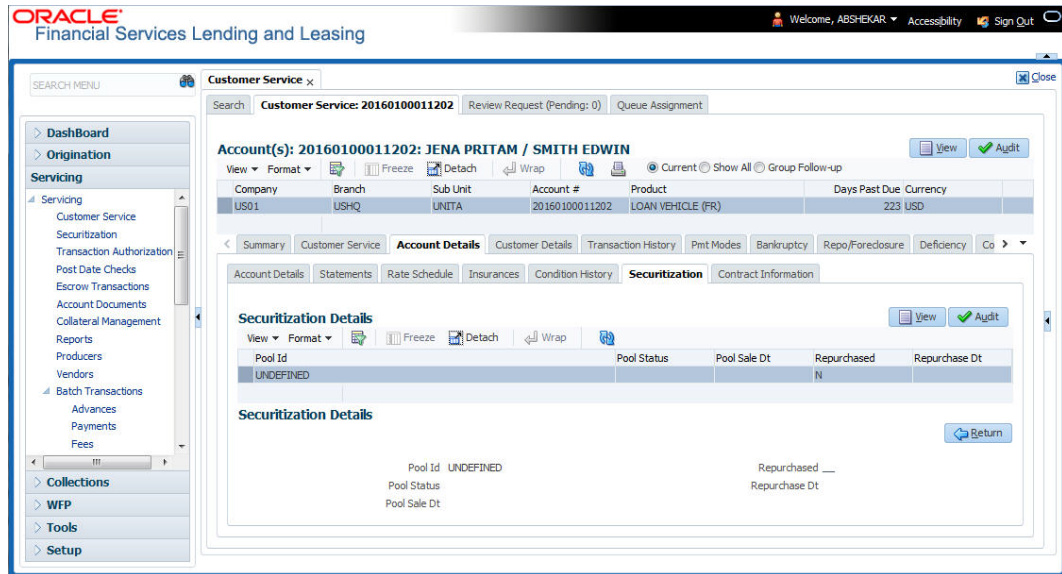 ORACLE®
Welcome, ABSHEKAR Accessibility Sign Out
Financial Services Lending and Leasing
SEARCH MENU
DashBoard
Origination
Servicing
Servicing
Customer Service
Securitization
Transaction Authorization
Post Date Checks
Escrow Transactions
Account Documents
Collateral Management
Reports
Producers
Vendors
Batch Transactions
Advances
Payments
Fees
Collections
WFP
Tools
Setup
Customer Service Close
Search Customer Service: 20160100011202 Review Request (Pending: 0) Queue Assignment
Account(s): 20160100011202: JENA PRITAM / SMITH EDWIN View Audit
View Format Freeze Detach Wrap Current Show All Group Follow-up
Company Branch Sub Unit Account # Product Days Past Due Currency
US01 USHQ UNITA 20160100011202 LOAN VEHICLE (FR) 223 USD
Summary Customer Service Account Details Customer Details Transaction History Pmt Modes Bankruptcy Repo/Foreclosure Deficiency Co
Account Details Statements Rate Schedule Insurances Condition History Securitization Contract Information
Securitization Details View Audit
View Format Freeze Detach Wrap
Pool Id Pool Status Pool Sale Dt Repurchased Repurchase Dt
UNDEFINED N
Securitization Details
Return
Pool Id UNDEFINED Repurchased __
Pool Status Repurchase Dt
Pool Sale Dt